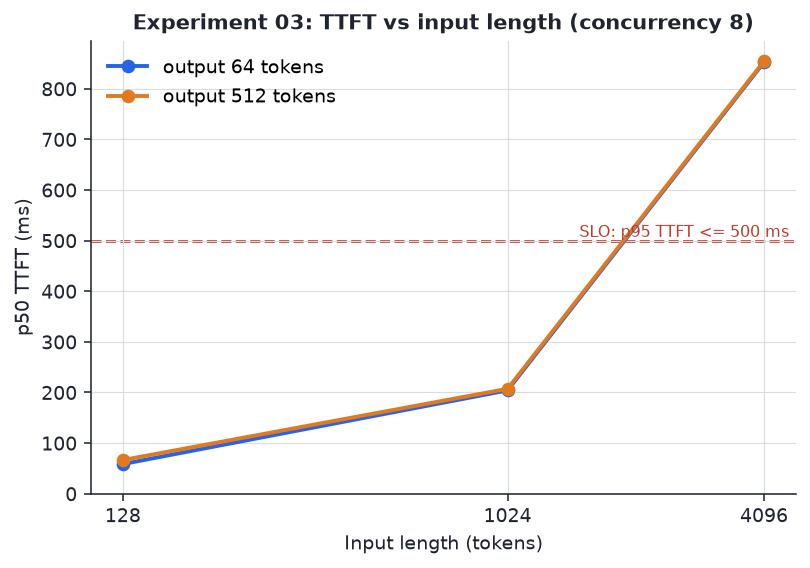 Experiment 03: TTFT vs input length (concurrency 8)
output 64 tokens
output 512 tokens
800
700
600
500
400
300
200
100
0
p50 TTFT (ms)
SLO: p95 TTFT <= 500 ms
128
1024
4096
Input length (tokens)